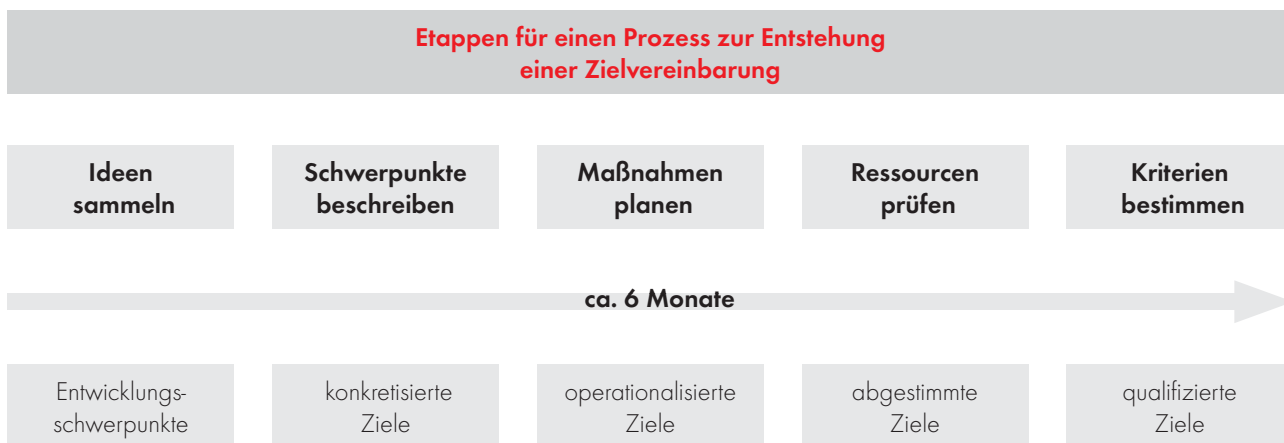 Etappen für einen Prozess zur Entstehung
einer Zielvereinbarung
Ideen
sammeln
Schwerpunkte
beschreiben
Maßnahmen
planen
Ressourcen
prüfen
Kriterien
bestimmen
ca. 6 Monate
Entwicklungs-
schwerpunkte
konkretisierte
Ziele
operationalisierte
Ziele
abgestimmte
Ziele
qualifizierte
Ziele